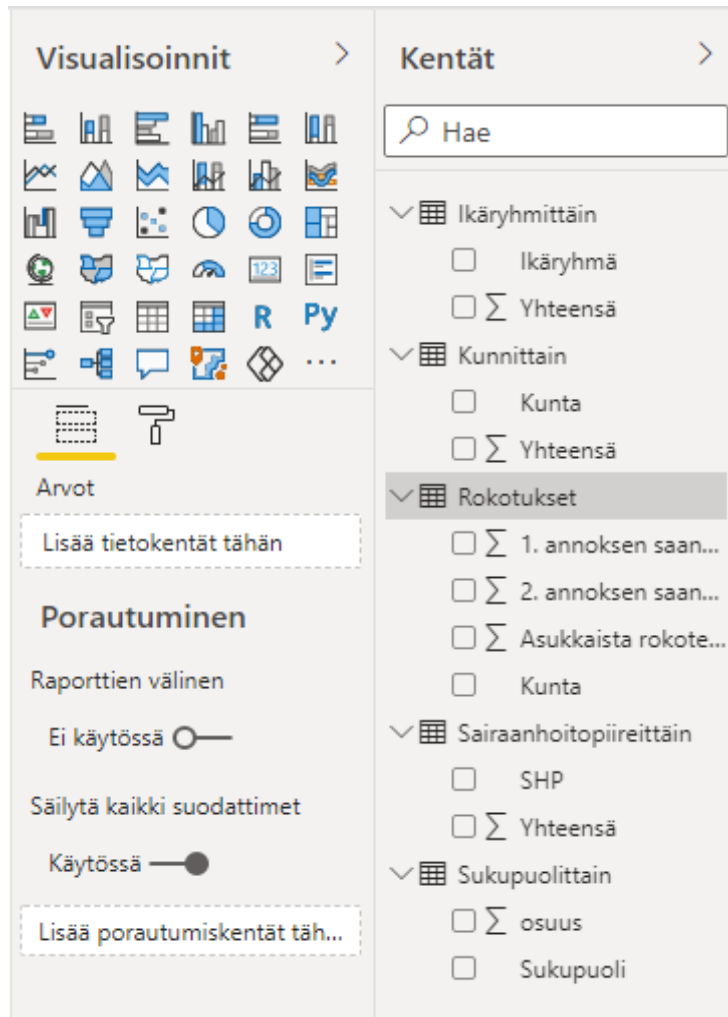 Visualisoinnit
123
R
Py
Arvot
Lisää tietokentät tähän
Porautuminen
Raporttien välinen
Ei käytössä
Säilytä kaikki suodattimet
Käytössä
Lisää porautumiskentät täh...
Kentät
Hae
Ikäryhmittäin
Ikäryhmä
∑ Yhteensä
Kunnittain
Kunta
∑ Yhteensä
Rokotukset
∑ 1. annoksen saan...
∑ 2. annoksen saan...
∑ Asukkaista rokote...
Kunta
Sairaanhoitopiireittäin
SHP
∑ Yhteensä
Sukupuolittain
∑ osuus
Sukupuoli